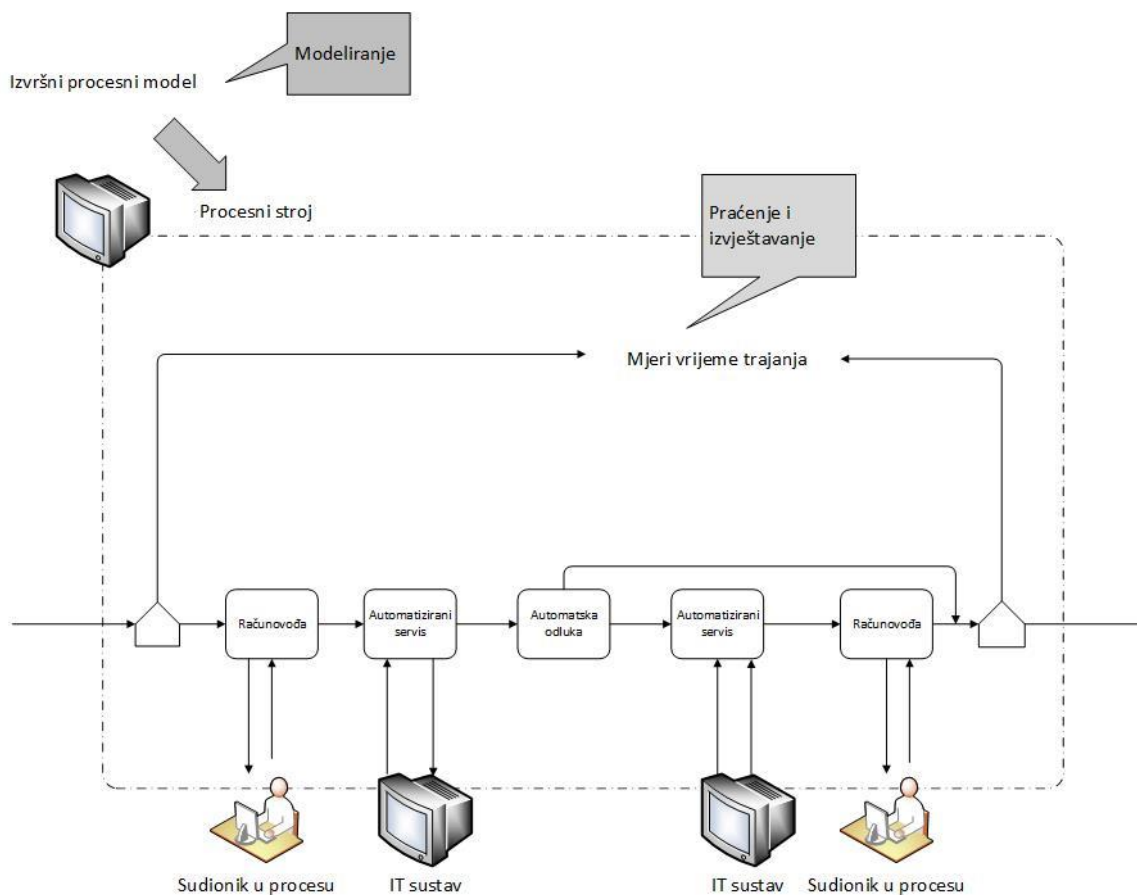 Modeliranje
Izvršni procesni model
Procesni stroj
Praćenje i
izvještavanje
Mjeri vrijeme trajanja
Računovođa
Automatizirani
servis
Automatska
odluka
Automatizirani
servis
Računovođa
Sudionik u procesu
IT sustav
IT sustav
Sudionik u procesu